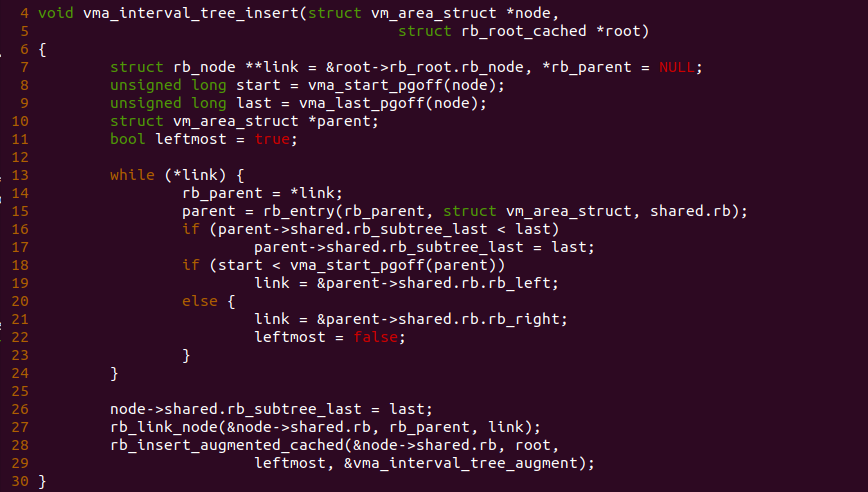 4 void vma_interval_tree_insert(struct vm_area_struct *node,
5                                         struct rb_root_cached *root)
6 {
7         struct rb_node **link = &root->rb_root.rb_node, *rb_parent = NULL;
8         unsigned long start = vma_start_pgoff(node);
9         unsigned long last = vma_last_pgoff(node);
10         struct vm_area_struct *parent;
11         bool leftmost = true;
12
13         while (*link) {
14                 rb_parent = *link;
15                 parent = rb_entry(rb_parent, struct vm_area_struct, shared.rb);
16                 if (parent->shared.rb_subtree_last < last)
17                         parent->shared.rb_subtree_last = last;
18                 if (start < vma_start_pgoff(parent))
19                         link = &parent->shared.rb.rb_left;
20                 else {
21                         link = &parent->shared.rb.rb_right;
22                         leftmost = false;
23                 }
24         }
25
26         node->shared.rb_subtree_last = last;
27         rb_link_node(&node->shared.rb, rb_parent, link);
28         rb_insert_augmented_cached(&node->shared.rb, root,
29                         leftmost, &vma_interval_tree_augment);
30 }